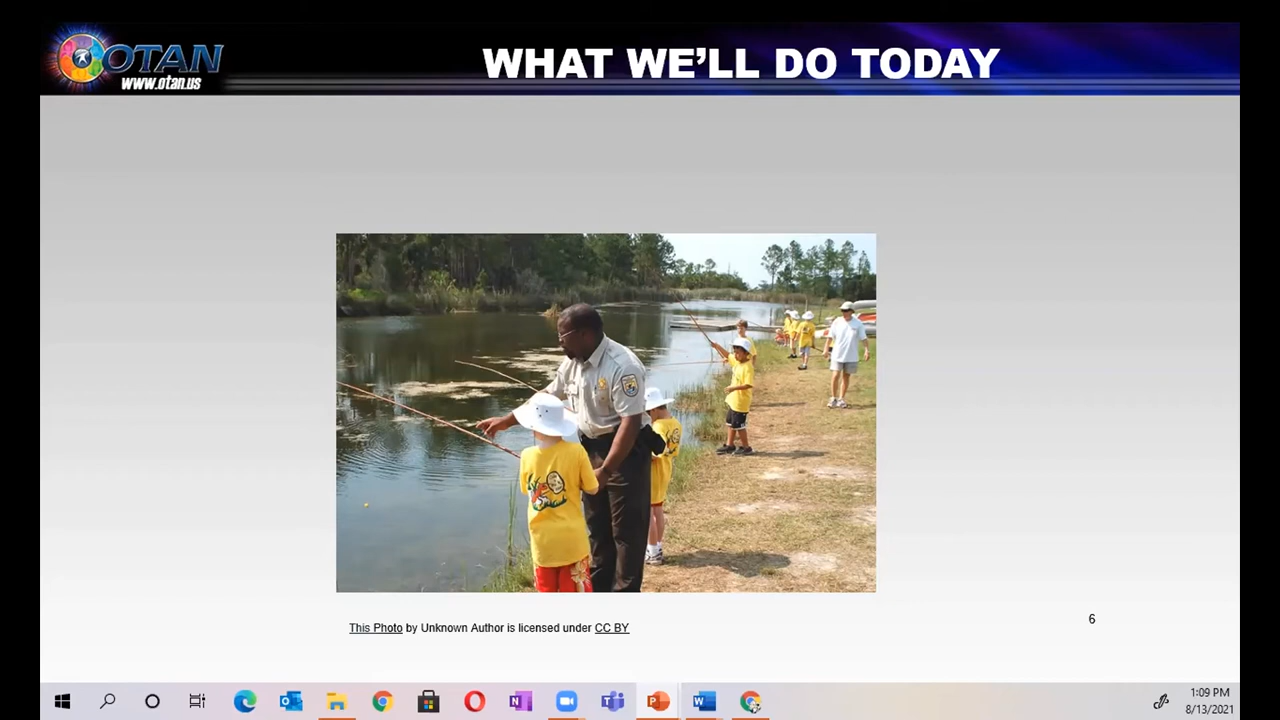 OTAN
www.otan.us
WHAT WE'LL DO TODAY
This Photo by Unknown Author is licensed under CC BY
6
1:09 PM
8/13/2021